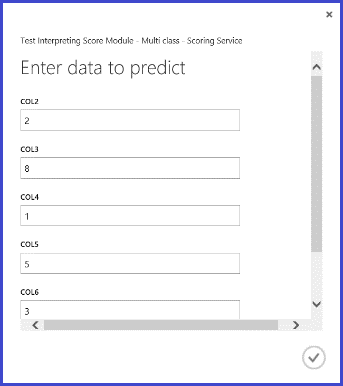 Test Interpreting Score Module - Multi class - Scoring Service
Enter data to predict
COL2
2
COL3
8
COL4
1
COL5
5
COL6
3